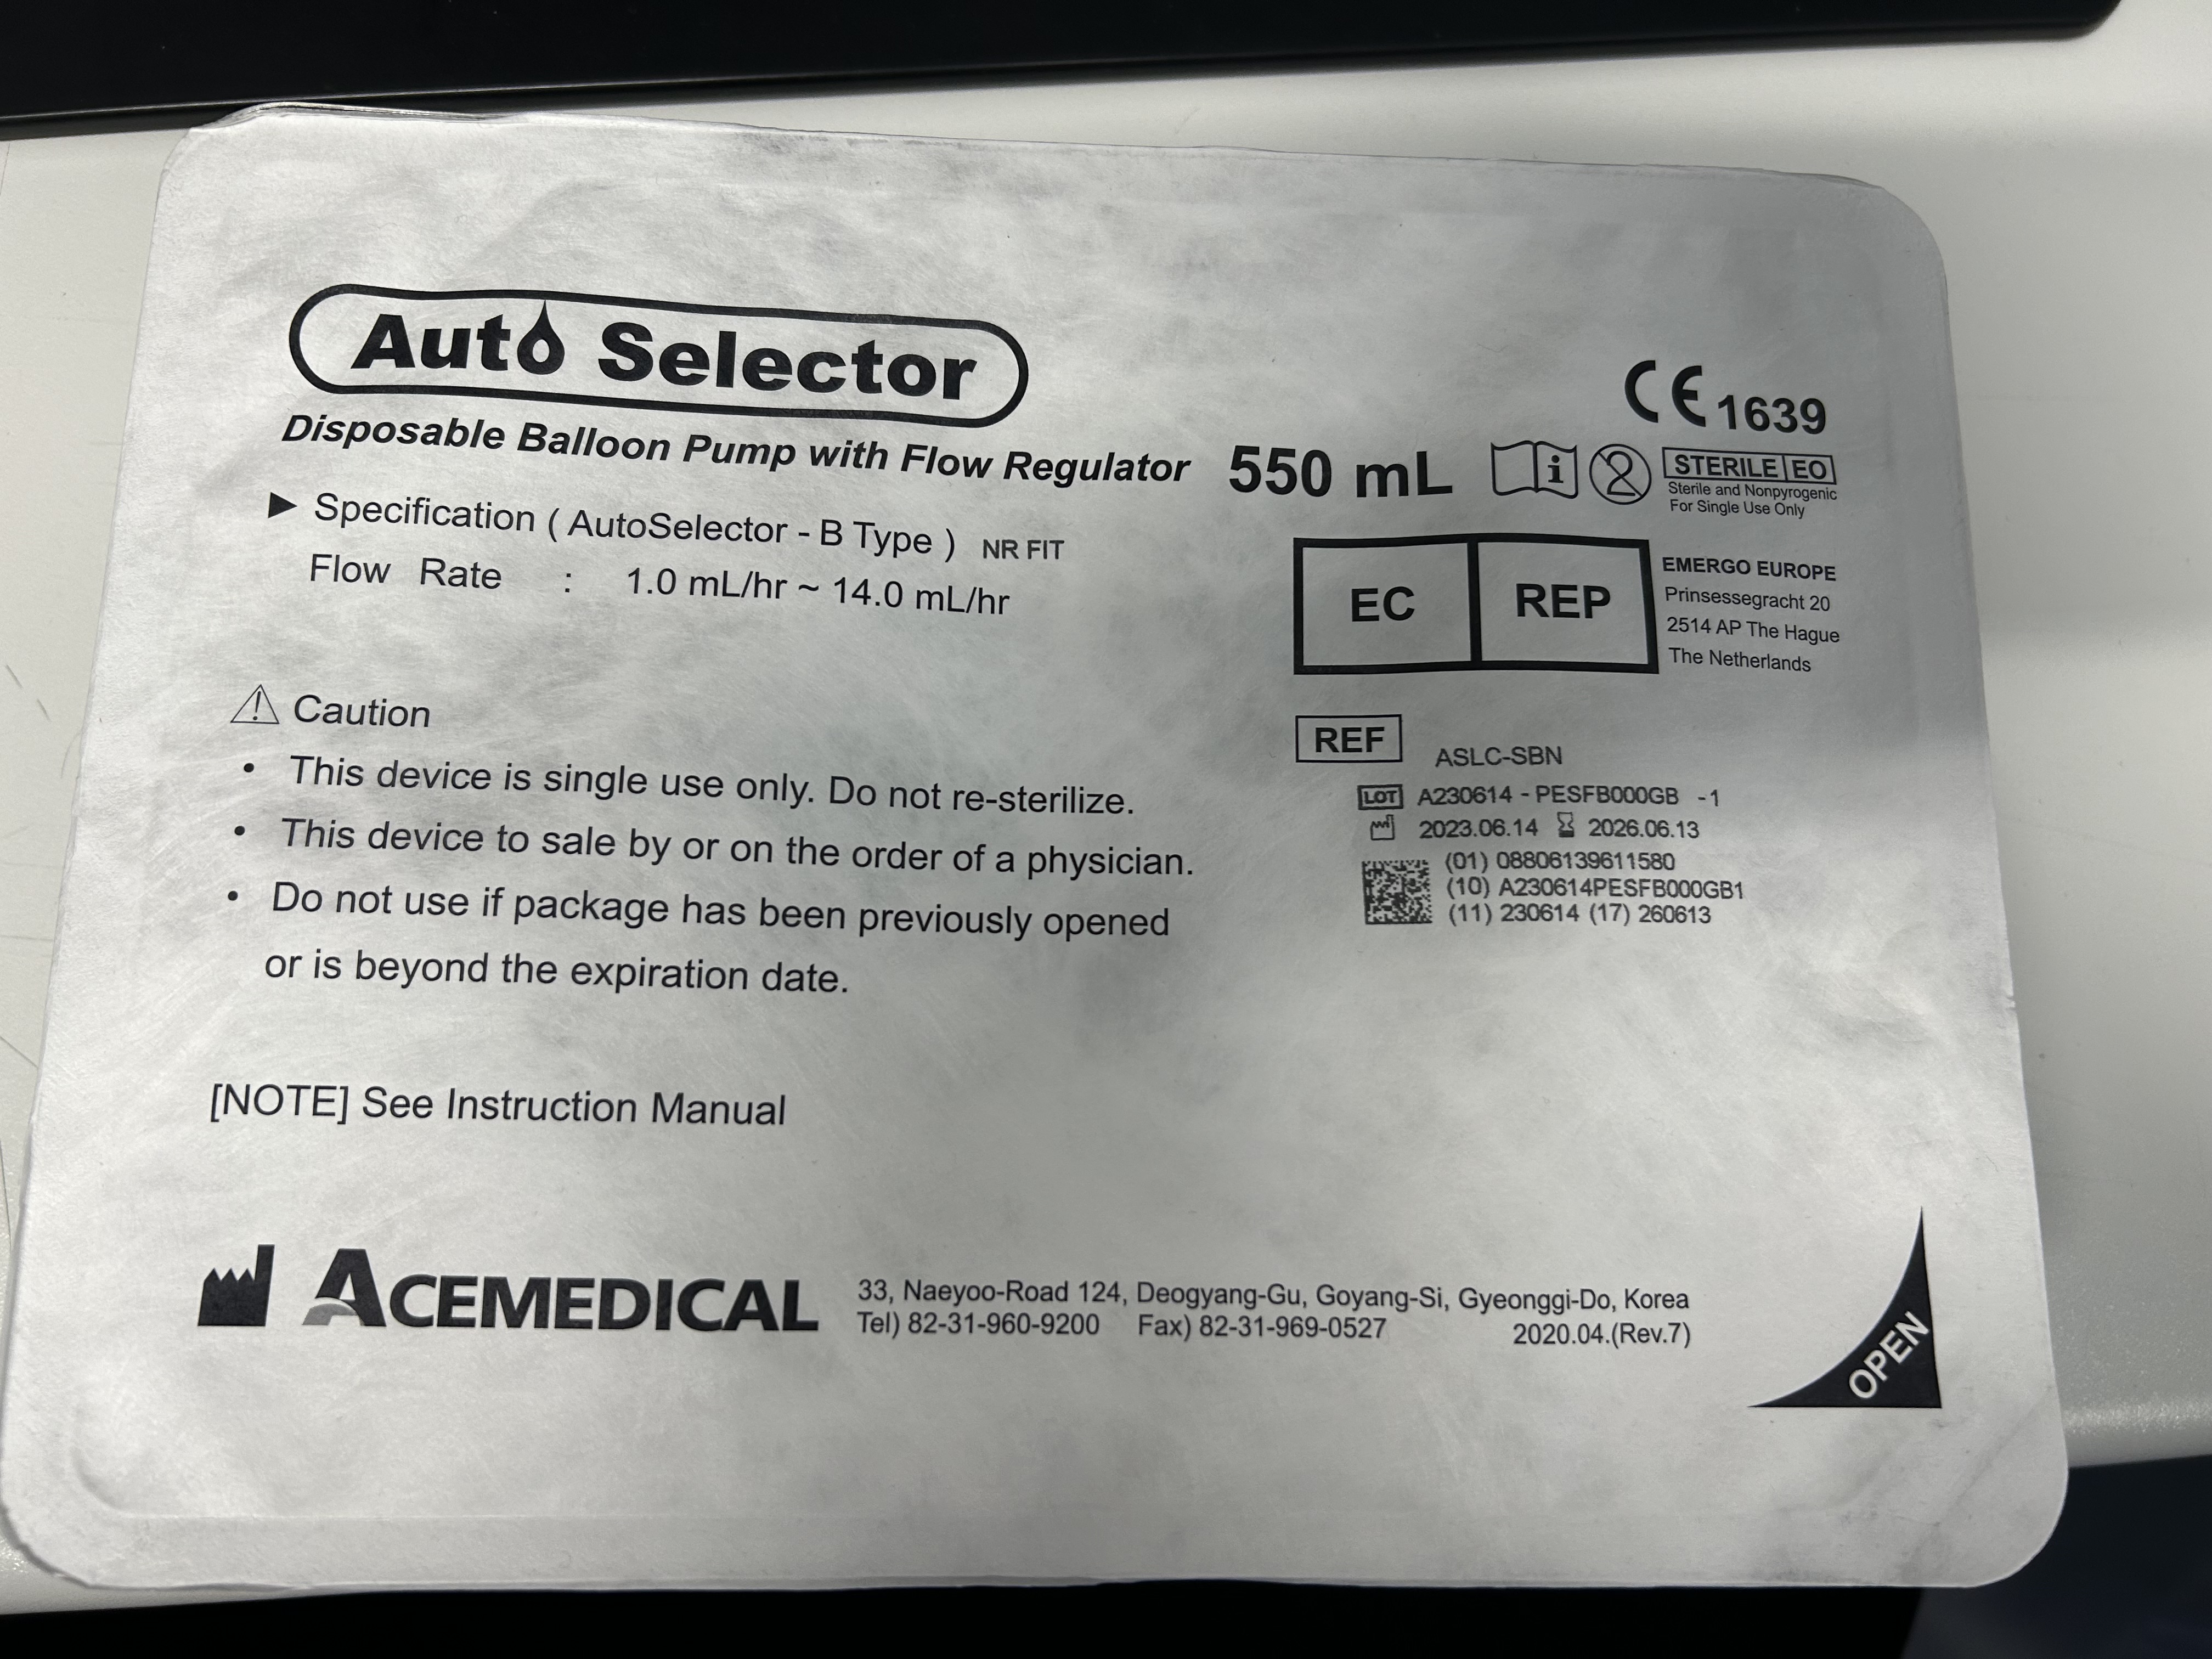 Auto Selector
CE 1639
Disposable Balloon Pump with Flow Regulator 550 mL
STERILE EO
Sterile and Nonpyrogenic
For Single Use Only
▶ Specification ( AutoSelector - B Type ) NR FIT
Flow Rate : 1.0 mL/hr ~ 14.0 mL/hr
EC REP
EMERGO EUROPE
Prinsessegracht 20
2514 AP The Hague
The Netherlands
⚠ Caution
• This device is single use only. Do not re-sterilize.
• This device to sale by or on the order of a physician.
• Do not use if package has been previously opened
or is beyond the expiration date.
REF ASLC-SBN
LOT A230614 - PESFB000GB -1
2023.06.14 2026.06.13
(01) 08806139611580
(10) A230614PESFB000GB1
(11) 230614 (17) 260613
[NOTE] See Instruction Manual
ACEMEDICAL
33, Naeyoo-Road 124, Deogyang-Gu, Goyang-Si, Gyeonggi-Do, Korea
Tel) 82-31-960-9200 Fax) 82-31-969-0527
2020.04.(Rev.7)
OPEN